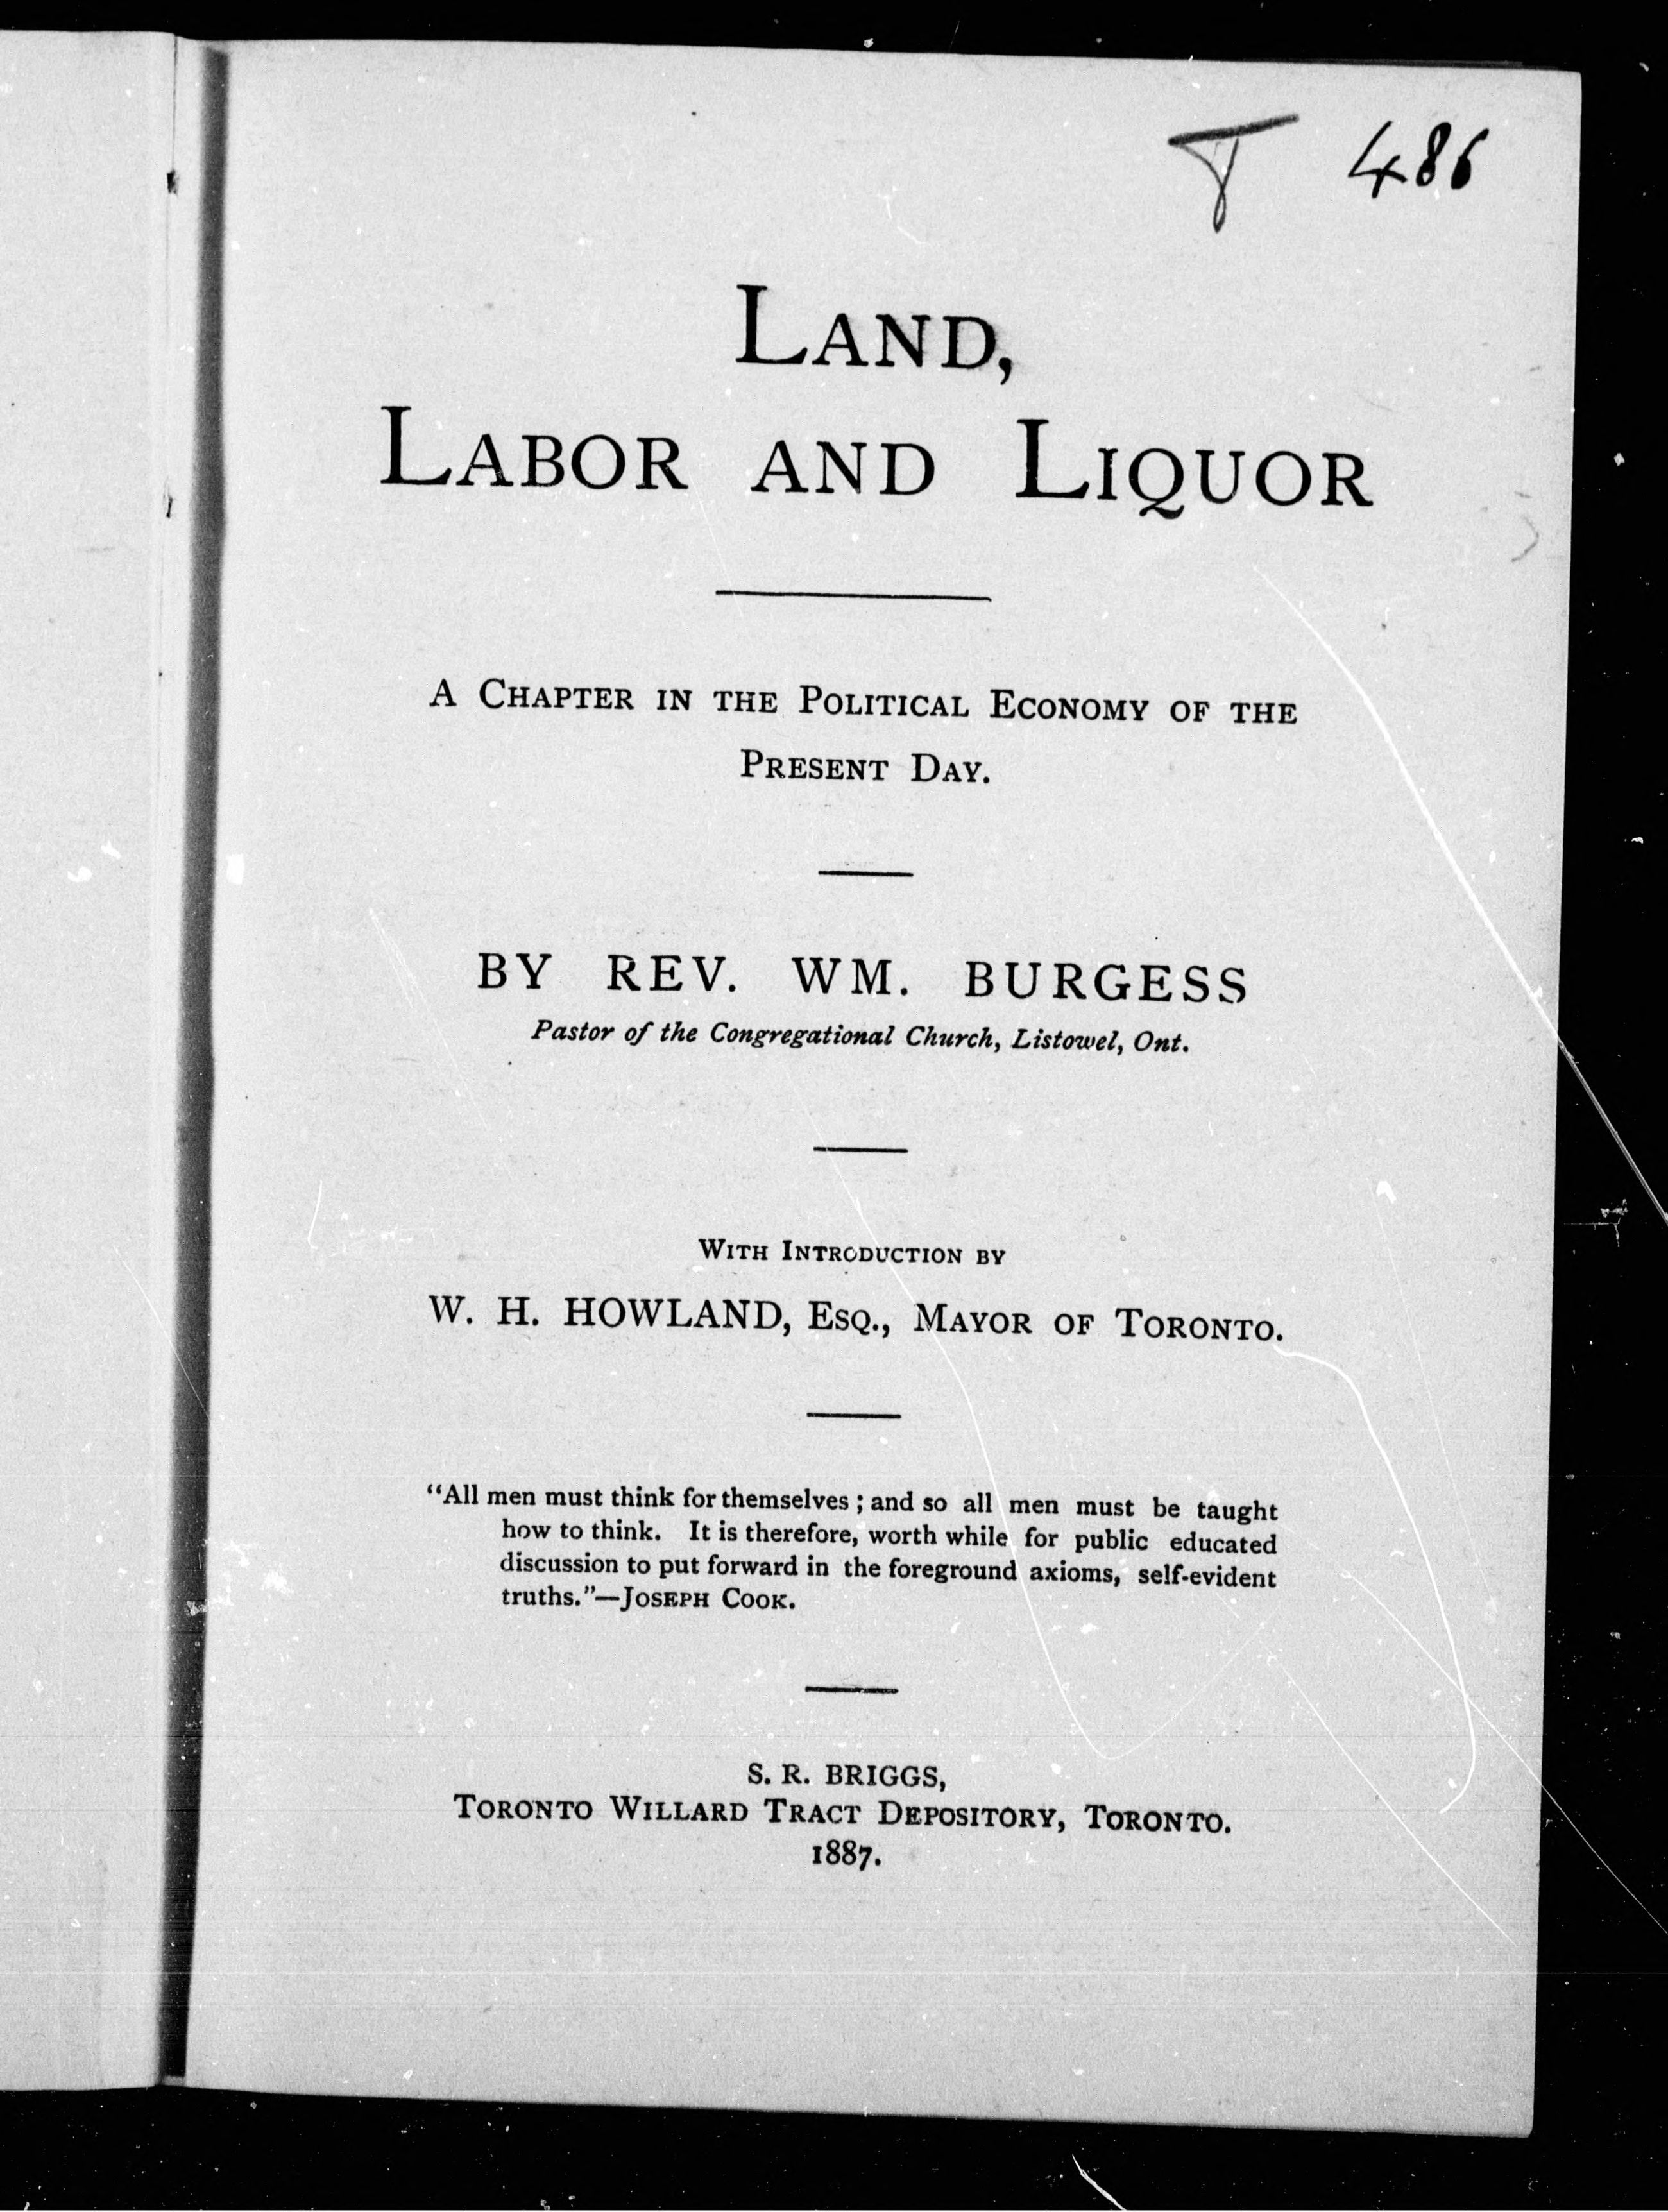 486
LAND,
LABOR AND LIQUOR
A CHAPTER IN THE POLITICAL ECONOMY OF THE
PRESENT DAY.
BY REV. WM. BURGESS
Pastor of the Congregational Church, Listowel, Ont.
WITH INTRODUCTION BY
W. H. HOWLAND, ESQ., MAYOR OF TORONTO.
“All men must think for themselves; and so all men must be taught
how to think. It is therefore, worth while for public educated
discussion to put forward in the foreground axioms, self-evident
truths.”—JOSEPH COOK.
S. R. BRIGGS,
TORONTO WILLARD TRACT DEPOSITORY, TORONTO.
1887.